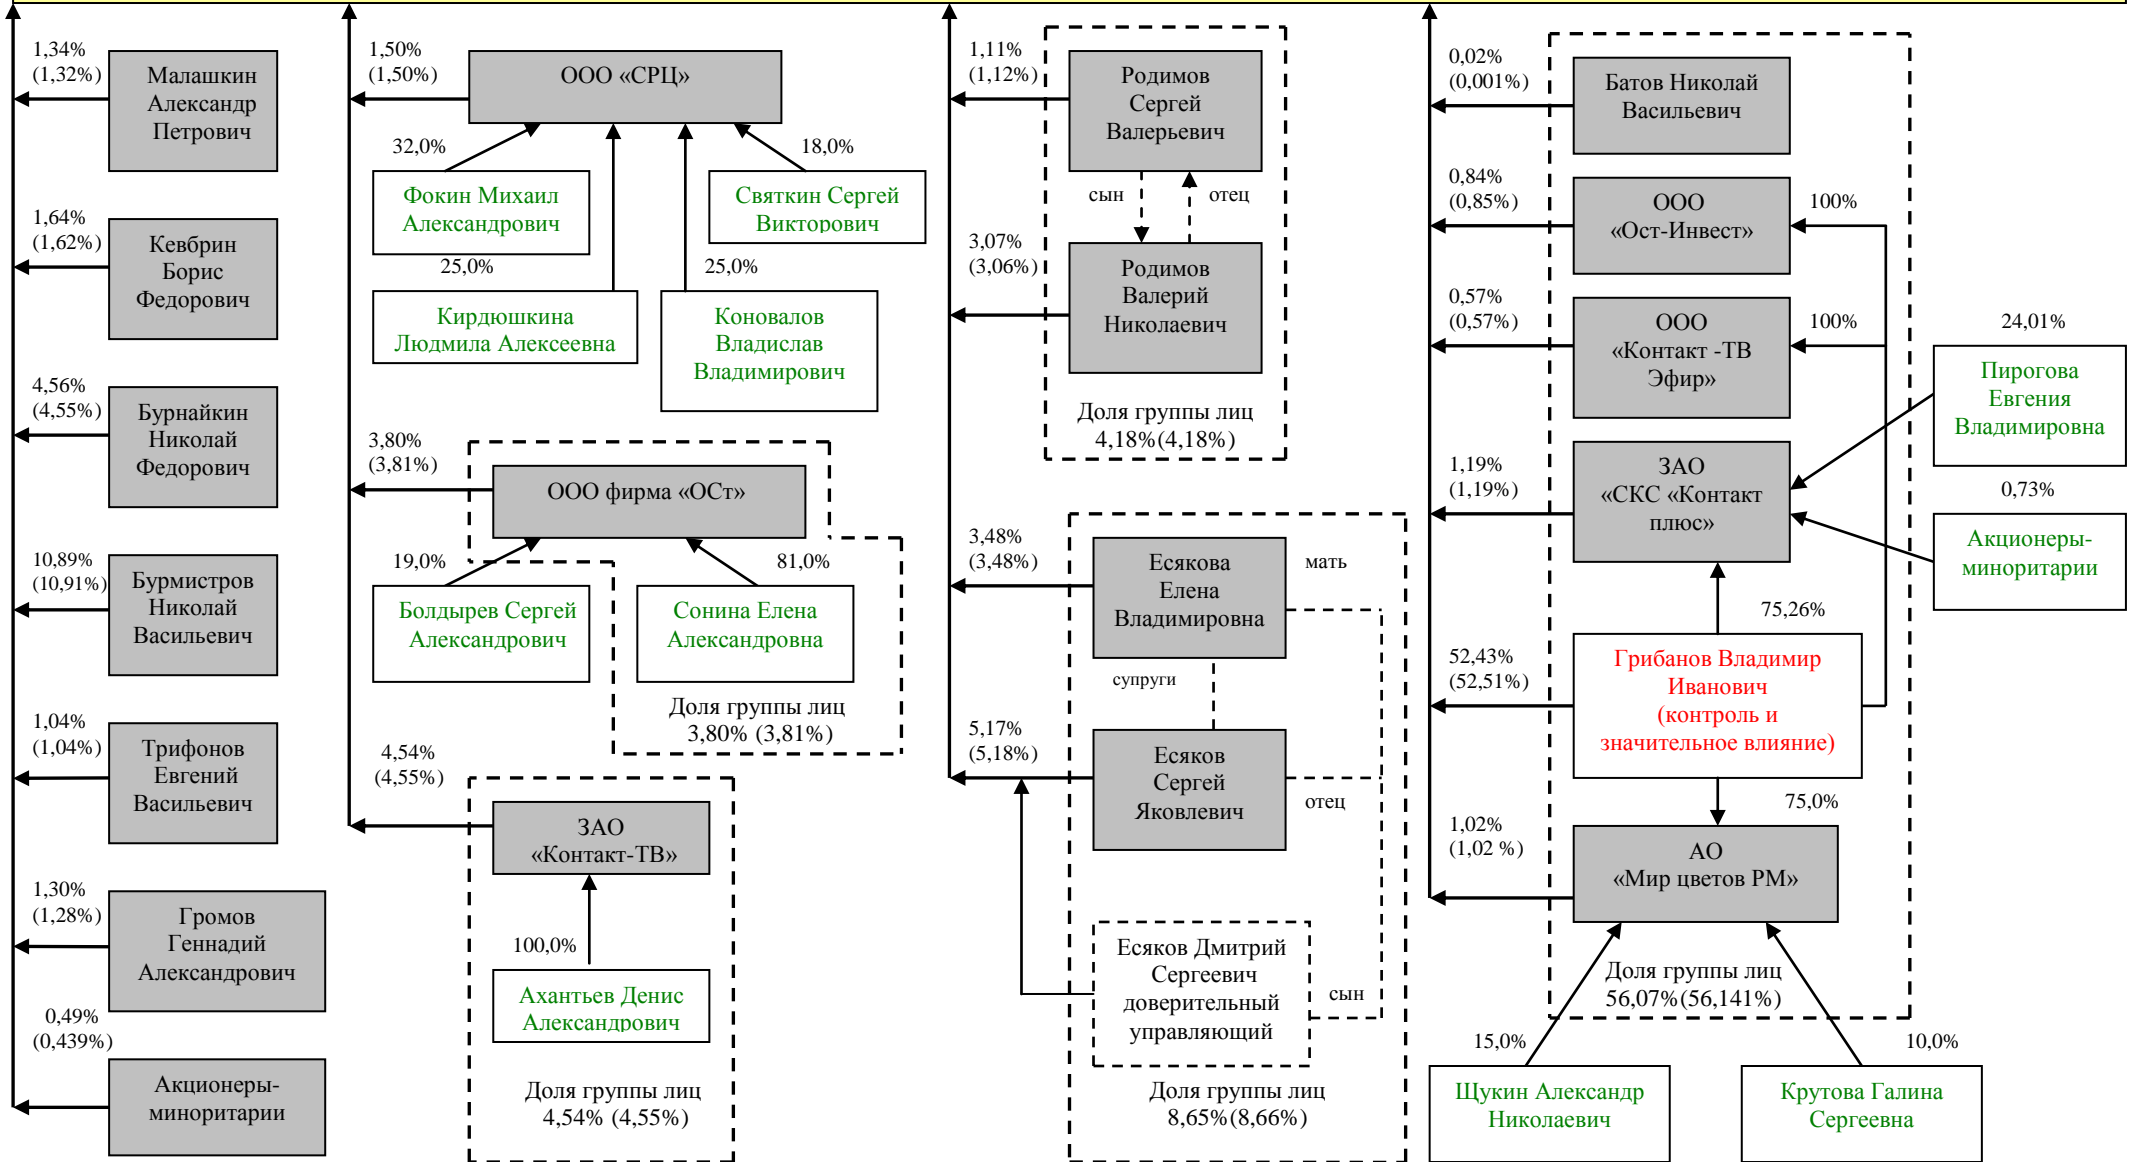 1,34%
(1,32%)
Малашкин
Александр
Петрович
1,64%
(1,62%)
Кевбрин
Борис
Федорович
4,56%
(4,55%)
Бурнайкин
Николай
Федорович
10,89%
(10,91%)
Бурмистров
Николай
Васильевич
1,04%
(1,04%)
Трифонов
Евгений
Васильевич
1,30%
(1,28%)
Громов
Геннадий
Александрович
0,49%
(0,439%)
Акционеры-
миноритарии
1,50%
(1,50%)
ООО «СРЦ»
32,0%
18,0%
Фокин Михаил
Александрович
Святкин Сергей
Викторович
25,0%
25,0%
Кирдюшкина
Людмила Алексеевна
Коновалов
Владислав
Владимирович
3,80%
(3,81%)
ООО фирма «ОСт»
19,0%
81,0%
Болдырев Сергей
Александрович
Сонина Елена
Александровна
Доля группы лиц
3,80% (3,81%)
4,54%
(4,55%)
ЗАО
«Контакт-ТВ»
100,0%
Ахантьев Денис
Александрович
Доля группы лиц
4,54% (4,55%)
1,11%
(1,12%)
Родимов
Сергей
Валерьевич
сын
отец
3,07%
(3,06%)
Родимов
Валерий
Николаевич
Доля группы лиц
4,18%(4,18%)
3,48%
(3,48%)
Есякова
Елена
Владимировна
мать
супруги
5,17%
(5,18%)
Есяков
Сергей
Яковлевич
отец
Есяков Дмитрий
Сергеевич
доверительный
управляющий
сын
Доля группы лиц
8,65%(8,66%)
0,02%
(0,001%)
Батов Николай
Васильевич
0,84%
(0,85%)
ООО
«Ост-Инвест»
100%
0,57%
(0,57%)
ООО
«Контакт -ТВ
Эфир»
100%
24,01%
Пирогова
Евгения
Владимировна
1,19%
(1,19%)
ЗАО
«СКС «Контакт
плюс»
0,73%
Акционеры-
миноритарии
75,26%
52,43%
(52,51%)
Грибанов Владимир
Иванович
(контроль и
значительное влияние)
75,0%
1,02%
(1,02 %)
АО
«Мир цветов РМ»
Доля группы лиц
56,07%(56,141%)
15,0%
10,0%
Щукин Александр
Николаевич
Крутова Галина
Сергеевна